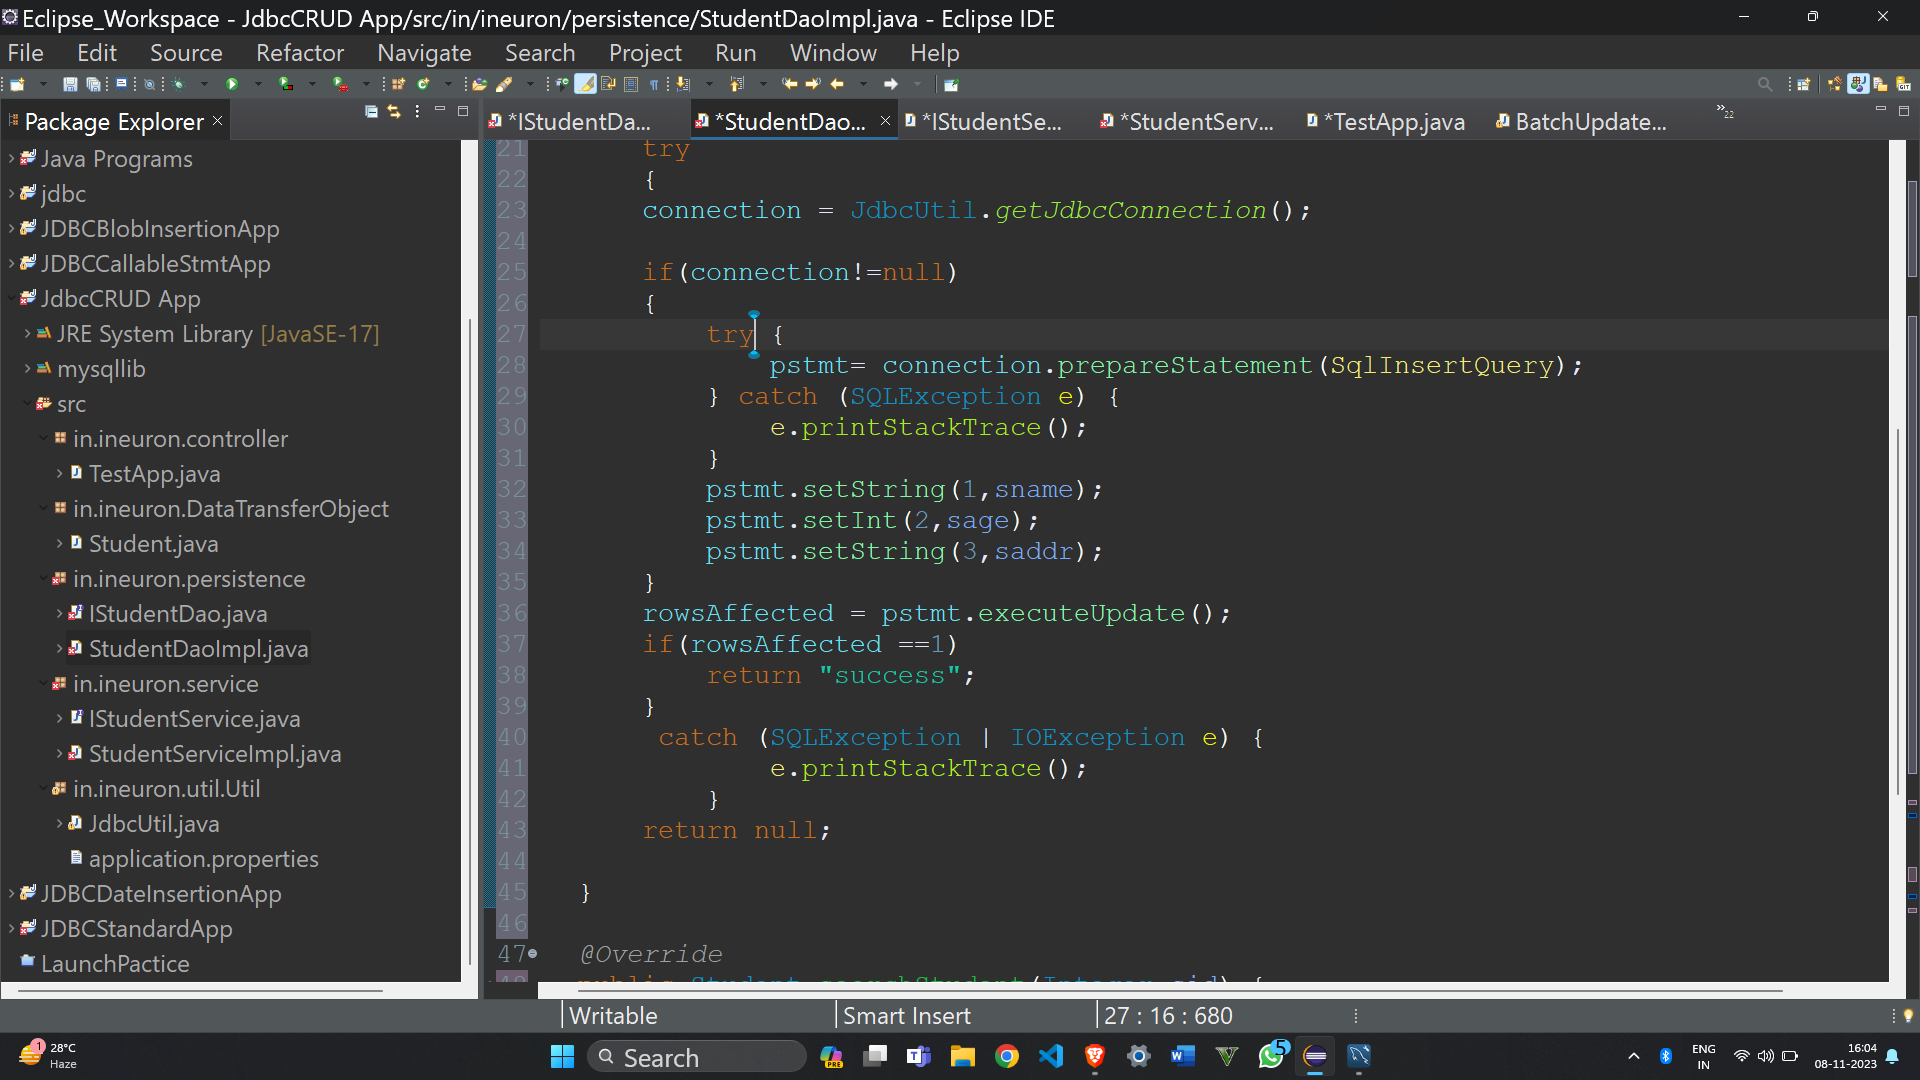 Eclipse_Workspace - JdbcCRUD App/src/in/ineuron/persistence/StudentDaoImpl.java - Eclipse IDE
File Edit Source Refactor Navigate Search Project Run Window Help
Package Explorer
*IStudentDa... *StudentDao... *IStudentSe... *StudentServ... *TestApp.java BatchUpdate... »22
Java Programs
jdbc
JDBCBlobInsertionApp
JDBCCallableStmtApp
JdbcCRUD App
JRE System Library [JavaSE-17]
mysqllib
src
in.ineuron.controller
TestApp.java
in.ineuron.DataTransferObject
Student.java
in.ineuron.persistence
IStudentDao.java
StudentDaoImpl.java
in.ineuron.service
IStudentService.java
StudentServiceImpl.java
in.ineuron.util.Util
JdbcUtil.java
application.properties
JDBCDateInsertionApp
JDBCStandardApp
LaunchPactice
21 try
22 {
23 connection = JdbcUtil.getJdbcConnection();
24
25 if(connection!=null)
26 {
27 try {
28 pstmt= connection.prepareStatement(SqlInsertQuery);
29 } catch (SQLException e) {
30 e.printStackTrace();
31 }
32 pstmt.setString(1,sname);
33 pstmt.setInt(2,sage);
34 pstmt.setString(3,saddr);
35 }
36 rowsAffected = pstmt.executeUpdate();
37 if(rowsAffected ==1)
38 return "success";
39 }
40 catch (SQLException | IOException e) {
41 e.printStackTrace();
42 }
43 return null;
44
45 }
46
47 @Override
48 public Student searchStudent(Integer sid) {
Writable Smart Insert 27 : 16 : 680
1
28°C
Haze
Search
PRE
5
ENG
IN
16:04
08-11-2023